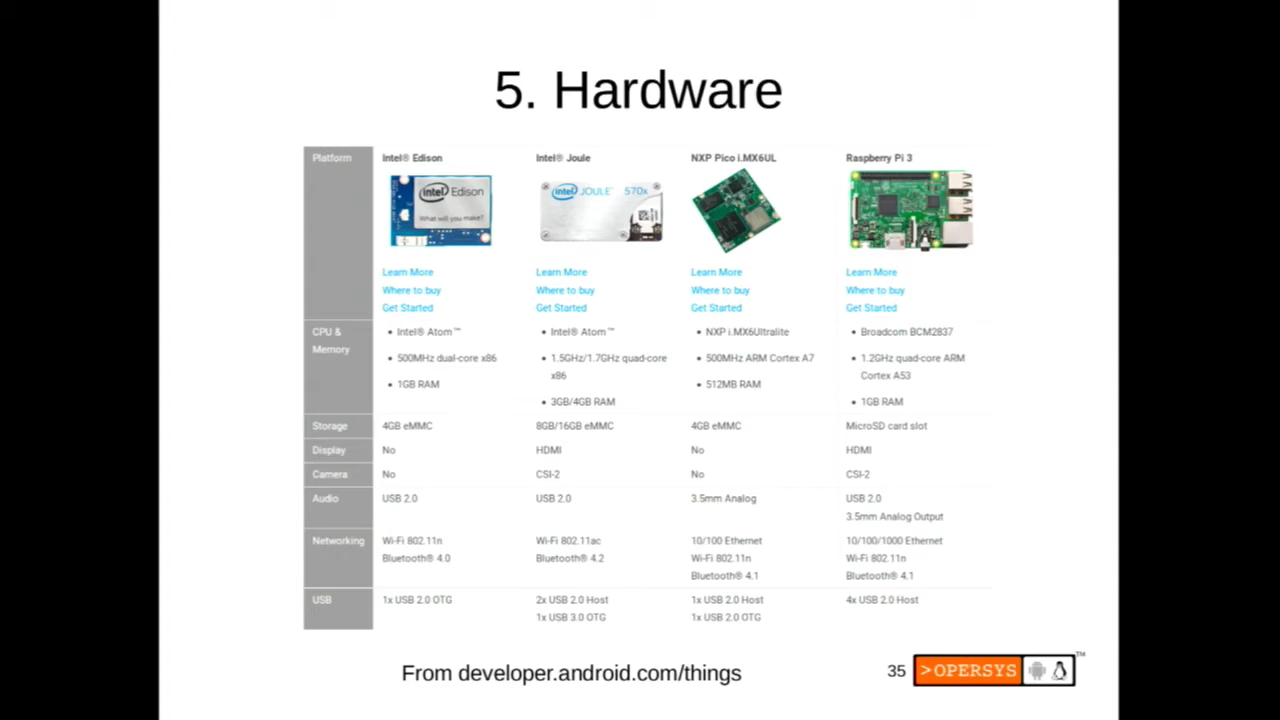 5. Hardware
Platform
Intel® Edison
Intel® Joule
NXP Pico i.MX6UL
Raspberry Pi 3
intel Edison
What will you make?
intel JOULE™ 570x
Learn More
Where to buy
Get Started
Learn More
Where to buy
Get Started
Learn More
Where to buy
Get Started
Learn More
Where to buy
Get Started
CPU &
Memory
• Intel® Atom™
• 500MHz dual-core x86
• 1GB RAM
• Intel® Atom™
• 1.5GHz/1.7GHz quad-core
x86
• 3GB/4GB RAM
• NXP i.MX6Ultralite
• 500MHz ARM Cortex A7
• 512MB RAM
• Broadcom BCM2837
• 1.2GHz quad-core ARM
Cortex A53
• 1GB RAM
Storage
4GB eMMC
8GB/16GB eMMC
4GB eMMC
MicroSD card slot
Display
No
HDMI
No
HDMI
Camera
No
CSI-2
No
CSI-2
Audio
USB 2.0
USB 2.0
3.5mm Analog
USB 2.0
3.5mm Analog Output
Networking
Wi-Fi 802.11n
Bluetooth® 4.0
Wi-Fi 802.11ac
Bluetooth® 4.2
10/100 Ethernet
Wi-Fi 802.11n
Bluetooth® 4.1
10/100/1000 Ethernet
Wi-Fi 802.11n
Bluetooth® 4.1
USB
1x USB 2.0 OTG
2x USB 2.0 Host
1x USB 3.0 OTG
1x USB 2.0 Host
1x USB 2.0 OTG
4x USB 2.0 Host
From developer.android.com/things
35
>OPERSYS
TM